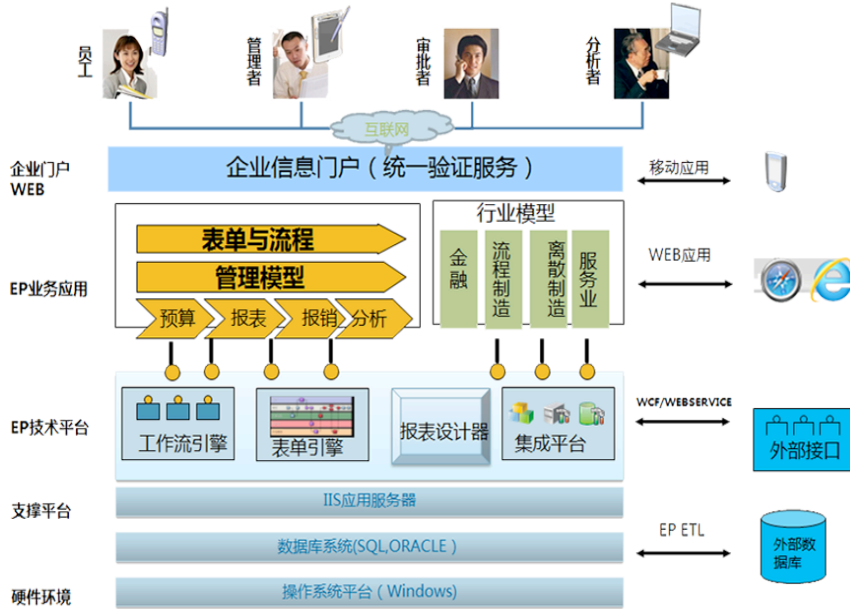 员工
管理者
审批者
分析者
互联网
企业门户
WEB
企业信息门户（统一验证服务）
移动应用
EP业务应用
表单与流程
管理模型
预算
报表
报销
分析
行业模型
金融
流程制造
离散制造
服务业
WEB应用
EP技术平台
工作流引擎
表单引擎
报表设计器
集成平台
WCF/WEBSERVICE
外部接口
支撑平台
IIS应用服务器
数据库系统(SQL,ORACLE）
EP ETL
外部数
据库
硬件环境
操作系统平台（Windows)